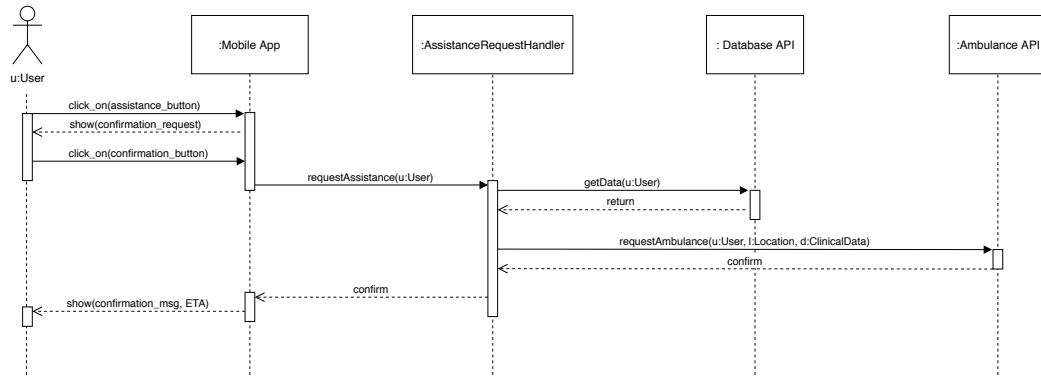 :Mobile App
:AssistanceRequestHandler
: Database API
:Ambulance API
u:User
click_on(assistance_button)
show(confirmation_request)
click_on(confirmation_button)
requestAssistance(u:User)
getData(u:User)
return
requestAmbulance(u:User, l:Location, d:ClinicalData)
confirm
confirm
show(confirmation_msg, ETA)